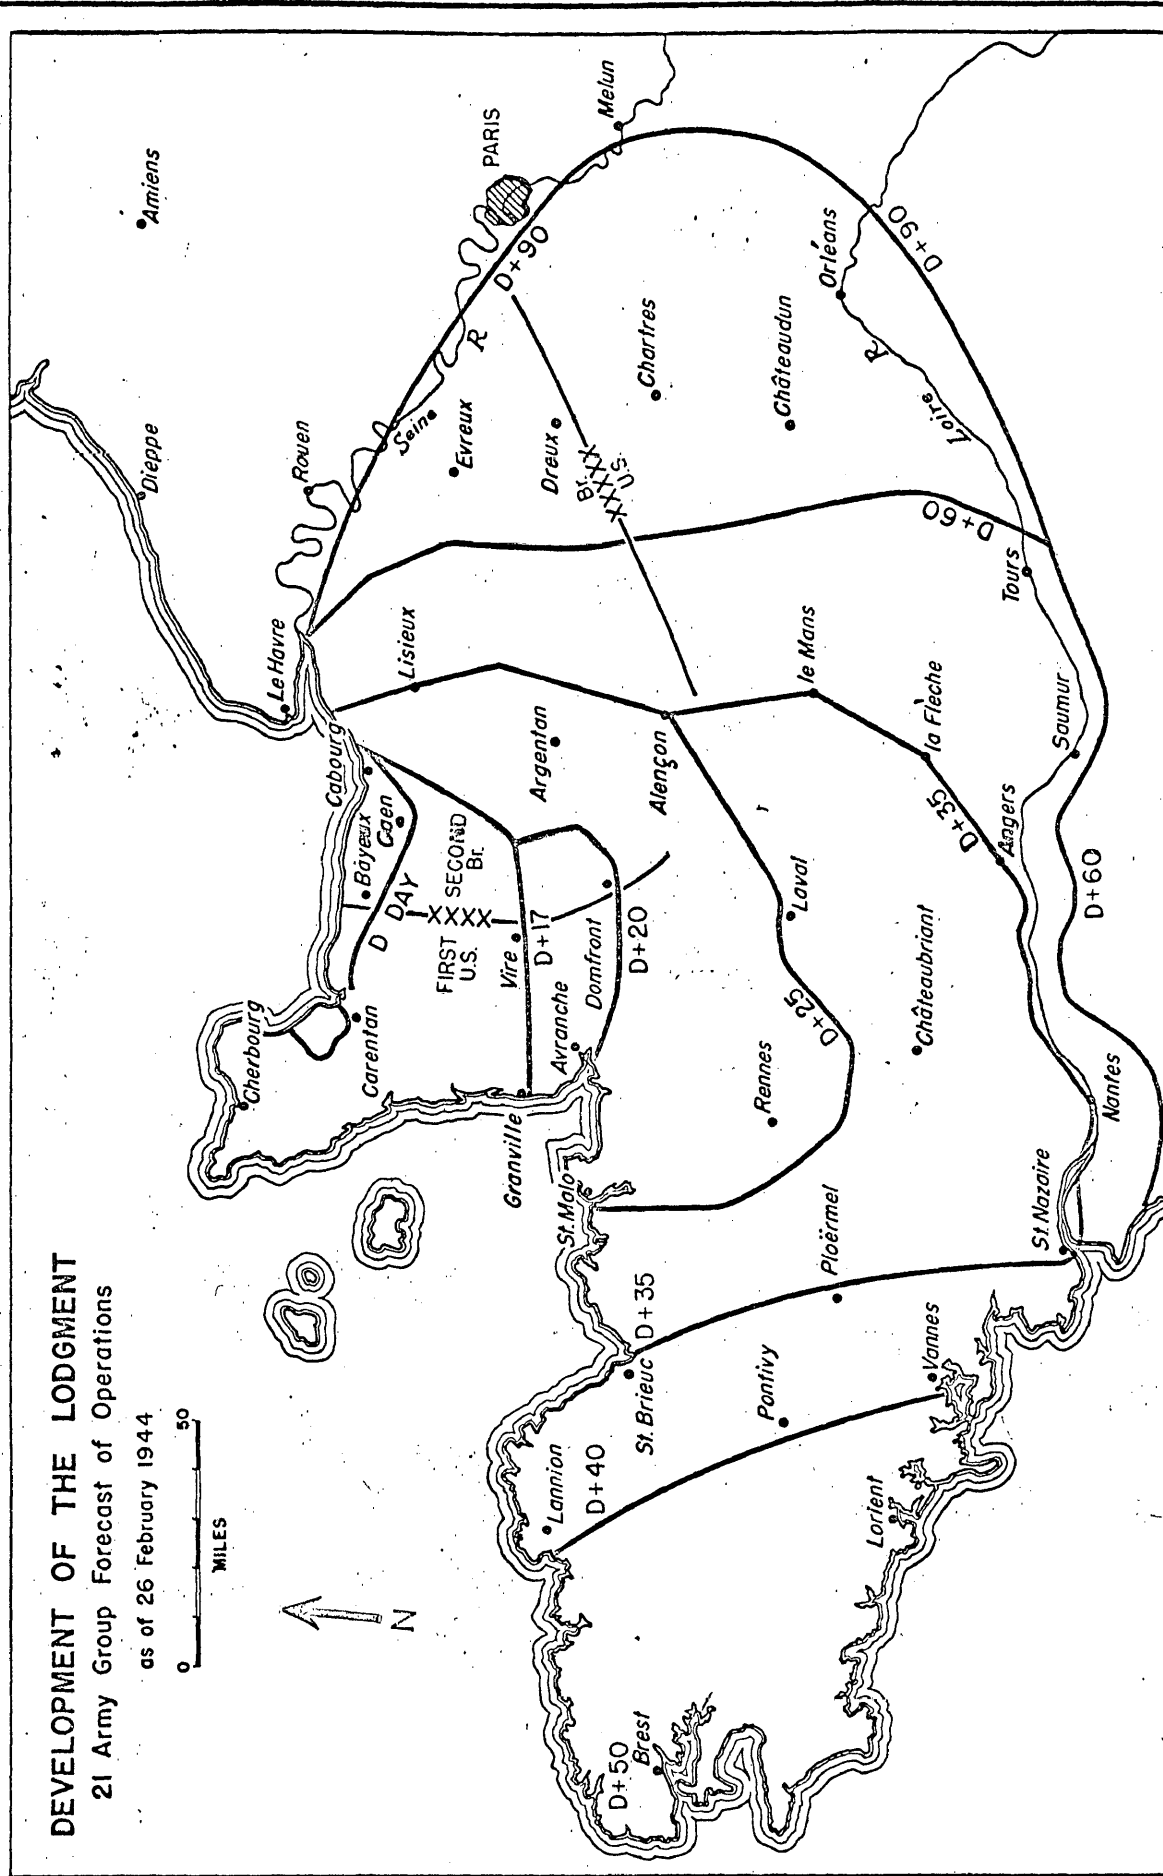 DEVELOPMENT OF THE LODGMENT
21 Army Group Forecast of Operations
as of 26 February 1944
0 50
MILES
N
Amiens
Dieppe
Rouen
Le Havre
PARIS
Melun
D+90
Seine
R
Evreux
Dreux
Chartres
Châteaudun
Orléans
D+90
Loire
R
Br.
XXXX
U.S.
D+60
Tours
Lisieux
Cabourg
Caen
Bayeux
D DAY
SECOND
Br.
XXXX
FIRST
U.S.
Argentan
Alençon
le Mans
la Flèche
Saumur
D+35
Angers
D+60
Cherbourg
Carentan
Vire
D+17
Domfront
D+20
Avranche
Granville
Laval
D+25
Châteaubriant
Rennes
Nantes
St. Malo
St. Nazaire
Ploërmel
D+35
St. Brieuc
Vannes
Pontivy
Lannion
D+40
Lorient
Brest
D+50